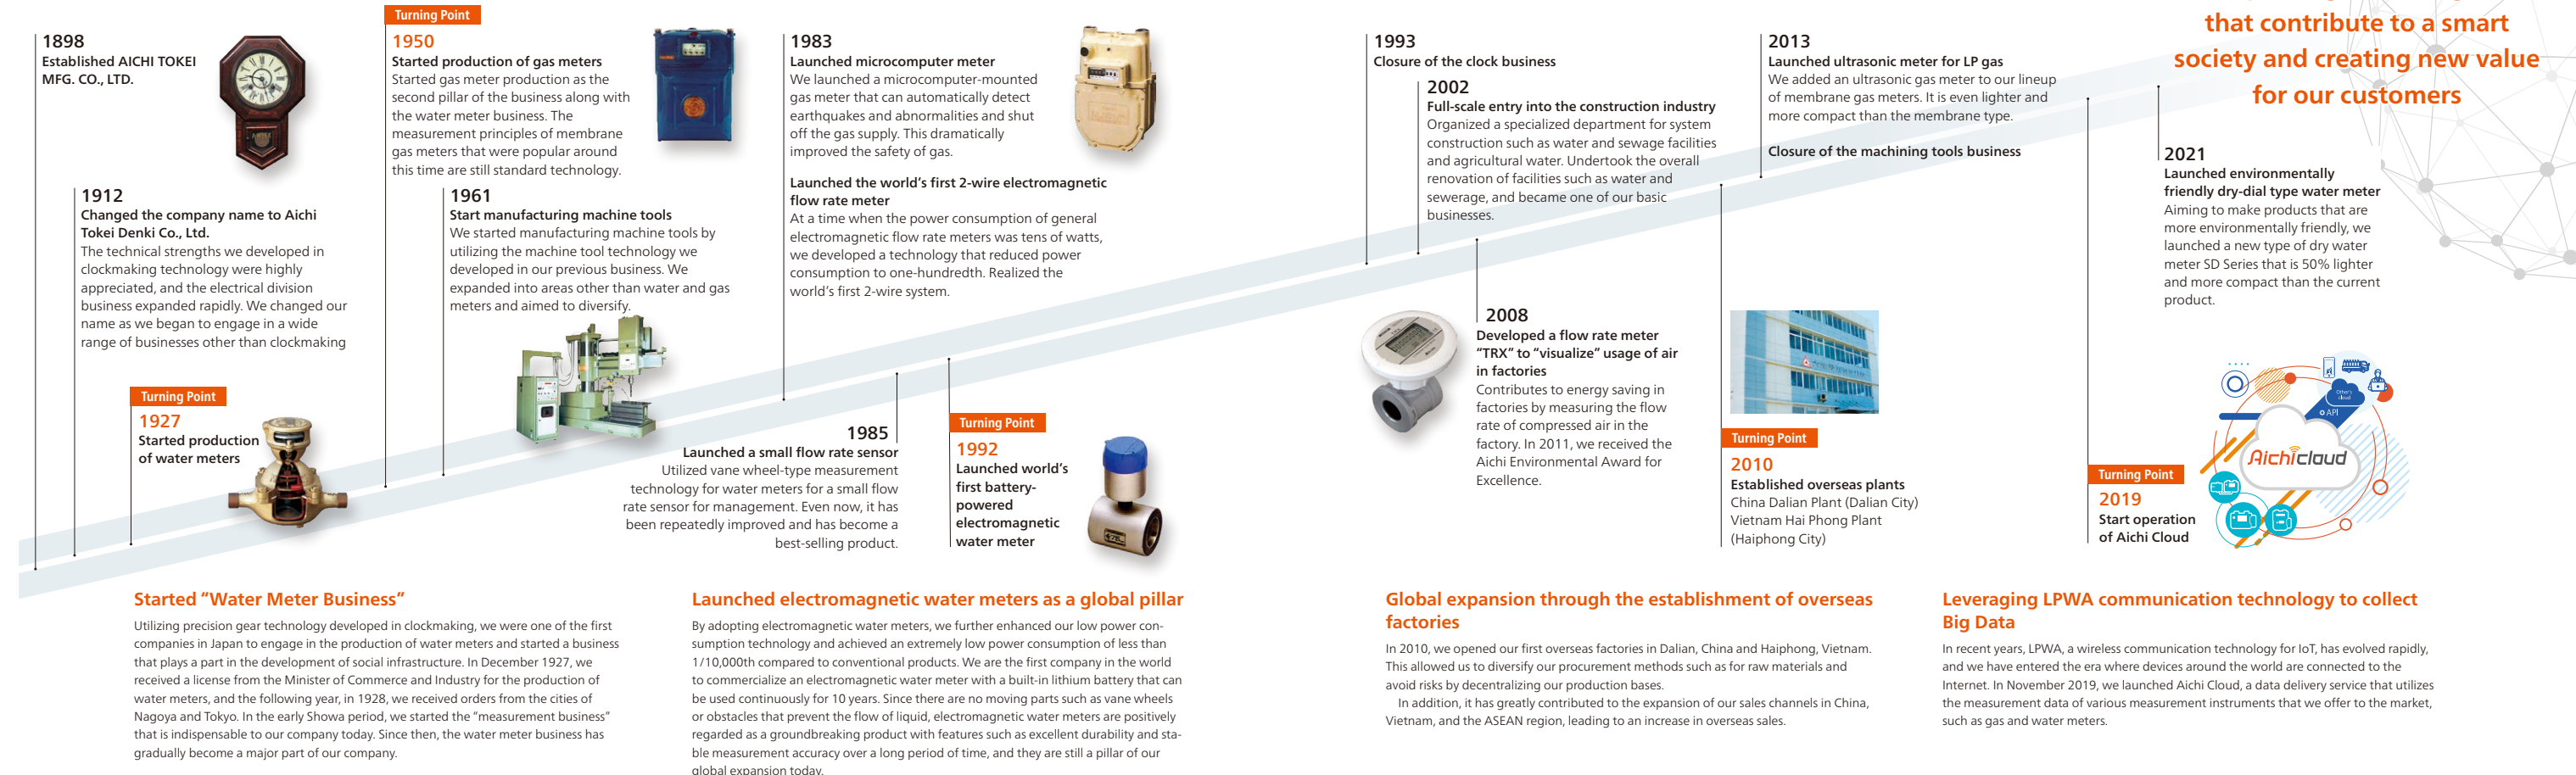 1898
Established AICHI TOKEI
MFG. CO., LTD.
1912
Changed the company name to Aichi
Tokei Denki Co., Ltd.
The technical strengths we developed in
clockmaking technology were highly
appreciated, and the electrical division
business expanded rapidly. We changed our
name as we began to engage in a wide
range of businesses other than clockmaking
Turning Point
1927
Started production
of water meters
Turning Point
1950
Started production of gas meters
Started gas meter production as the
second pillar of the business along with
the water meter business. The
measurement principles of membrane
gas meters that were popular around
this time are still standard technology.
1961
Start manufacturing machine tools
We started manufacturing machine tools by
utilizing the machine tool technology we
developed in our previous business. We
expanded into areas other than water and gas
meters and aimed to diversify.
1983
Launched microcomputer meter
We launched a microcomputer-mounted
gas meter that can automatically detect
earthquakes and abnormalities and shut
off the gas supply. This dramatically
improved the safety of gas.
Launched the world's first 2-wire electromagnetic
flow rate meter
At a time when the power consumption of general
electromagnetic flow rate meters was tens of watts,
we developed a technology that reduced power
consumption to one-hundredth. Realized the
world's first 2-wire system.
1985
Launched a small flow rate sensor
Utilized vane wheel-type measurement
technology for water meters for a small flow
rate sensor for management. Even now, it has
been repeatedly improved and has become a
best-selling product.
Turning Point
1992
Launched world's
first battery-
powered
electromagnetic
water meter
1993
Closure of the clock business
2002
Full-scale entry into the construction industry
Organized a specialized department for system
construction such as water and sewage facilities
and agricultural water. Undertook the overall
renovation of facilities such as water and
sewerage, and became one of our basic
businesses.
2008
Developed a flow rate meter
“TRX” to “visualize” usage of air
in factories
Contributes to energy saving in
factories by measuring the flow
rate of compressed air in the
factory. In 2011, we received the
Aichi Environmental Award for
Excellence.
Turning Point
2010
Established overseas plants
China Dalian Plant (Dalian City)
Vietnam Hai Phong Plant
(Haiphong City)
2013
Launched ultrasonic meter for LP gas
We added an ultrasonic gas meter to our lineup
of membrane gas meters. It is even lighter and
more compact than the membrane type.
Closure of the machining tools business
Turning Point
2019
Start operation
of Aichi Cloud
that contribute to a smart
society and creating new value
for our customers
2021
Launched environmentally
friendly dry-dial type water meter
Aiming to make products that are
more environmentally friendly, we
launched a new type of dry water
meter SD Series that is 50% lighter
and more compact than the current
product.
Other's
cloud
API
Aichi cloud
Started “Water Meter Business”
Utilizing precision gear technology developed in clockmaking, we were one of the first
companies in Japan to engage in the production of water meters and started a business
that plays a part in the development of social infrastructure. In December 1927, we
received a license from the Minister of Commerce and Industry for the production of
water meters, and the following year, in 1928, we received orders from the cities of
Nagoya and Tokyo. In the early Showa period, we started the “measurement business”
that is indispensable to our company today. Since then, the water meter business has
gradually become a major part of our company.
Launched electromagnetic water meters as a global pillar
By adopting electromagnetic water meters, we further enhanced our low power con-
sumption technology and achieved an extremely low power consumption of less than
1/10,000th compared to conventional products. We are the first company in the world
to commercialize an electromagnetic water meter with a built-in lithium battery that can
be used continuously for 10 years. Since there are no moving parts such as vane wheels
or obstacles that prevent the flow of liquid, electromagnetic water meters are positively
regarded as a groundbreaking product with features such as excellent durability and sta-
ble measurement accuracy over a long period of time, and they are still a pillar of our
global expansion today.
Global expansion through the establishment of overseas
factories
In 2010, we opened our first overseas factories in Dalian, China and Haiphong, Vietnam.
This allowed us to diversify our procurement methods such as for raw materials and
avoid risks by decentralizing our production bases.
In addition, it has greatly contributed to the expansion of our sales channels in China,
Vietnam, and the ASEAN region, leading to an increase in overseas sales.
Leveraging LPWA communication technology to collect
Big Data
In recent years, LPWA, a wireless communication technology for IoT, has evolved rapidly,
and we have entered the era where devices around the world are connected to the
Internet. In November 2019, we launched Aichi Cloud, a data delivery service that utilizes
the measurement data of various measurement instruments that we offer to the market,
such as gas and water meters.